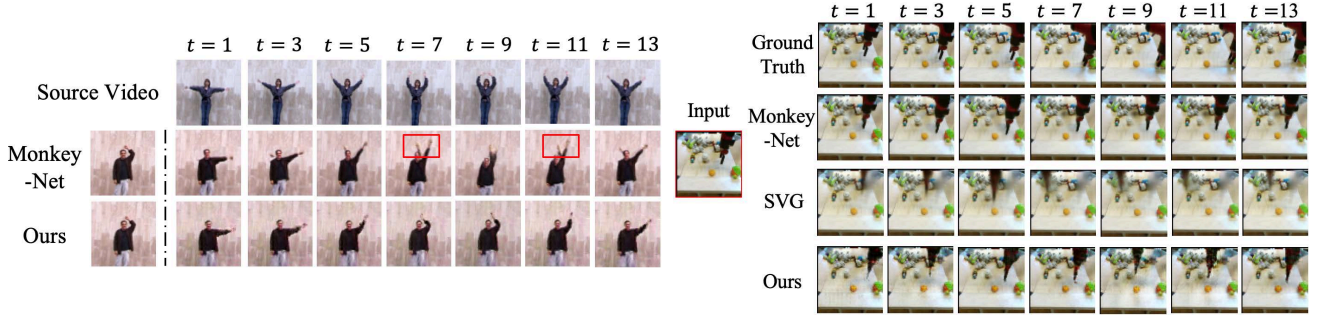 t = 1 t = 3 t = 5 t = 7 t = 9 t = 11 t = 13
Source Video
Monkey
-Net
Ours
Input
t = 1 t = 3 t = 5 t = 7 t = 9 t =11 t =13
Ground
Truth
Monkey
-Net
SVG
Ours